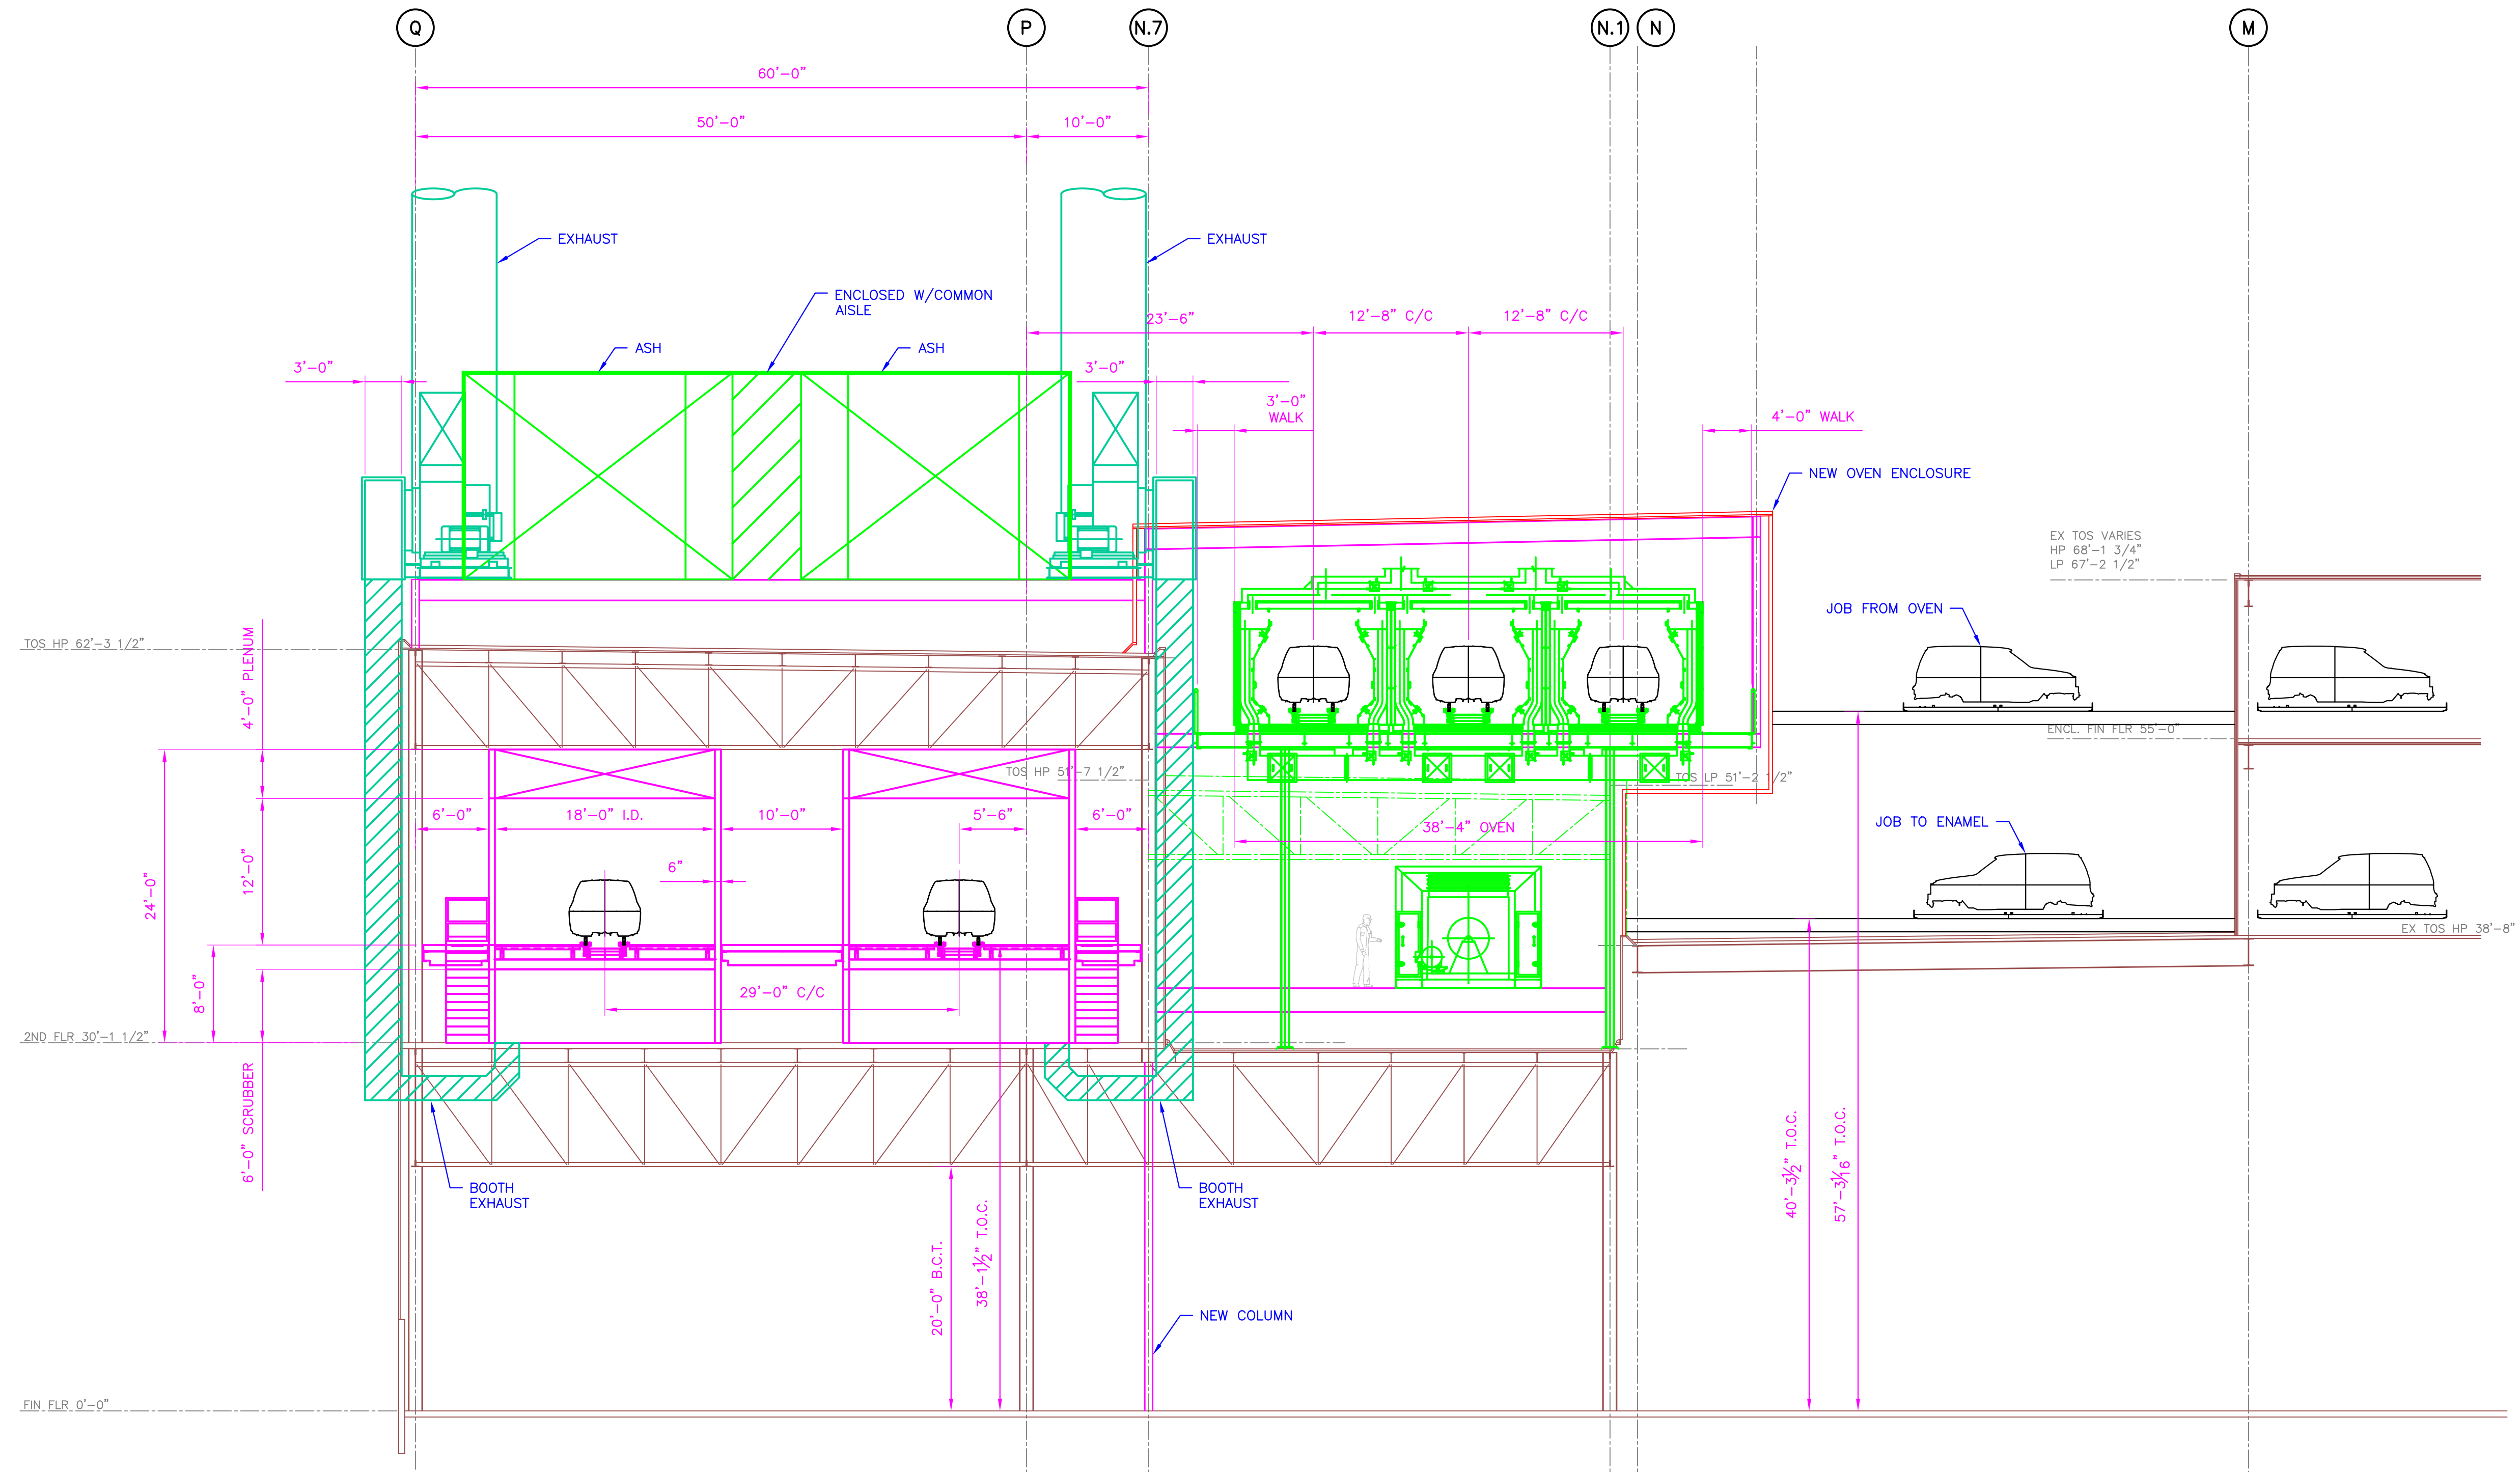 Q
P
N.7
N.1
N
M
60'-0"
50'-0"
10'-0"
EXHAUST
EXHAUST
ENCLOSED W/COMMON
AISLE
23'-6"
12'-8" C/C
12'-8" C/C
ASH
ASH
3'-0"
3'-0"
3'-0"
WALK
4'-0" WALK
NEW OVEN ENCLOSURE
EX TOS VARIES
HP 68'-1 3/4"
LP 67'-2 1/2"
JOB FROM OVEN
TOS HP 62'-3 1/2"
4'-0" PLENUM
ENCL. FIN FLR 55'-0"
TOS HP 51'-7 1/2"
TOS LP 51'-2 1/2"
6'-0"
18'-0" I.D.
10'-0"
5'-6"
6'-0"
38'-4" OVEN
JOB TO ENAMEL
6"
12'-0"
24'-0"
EX TOS HP 38'-8"
29'-0" C/C
8'-0"
2ND FLR 30'-1 1/2"
6'-0" SCRUBBER
BOOTH
EXHAUST
BOOTH
EXHAUST
40'-3½" T.O.C.
57'-3⁄16" T.O.C.
20'-0" B.C.T.
38'-1½" T.O.C.
NEW COLUMN
FIN FLR 0'-0"